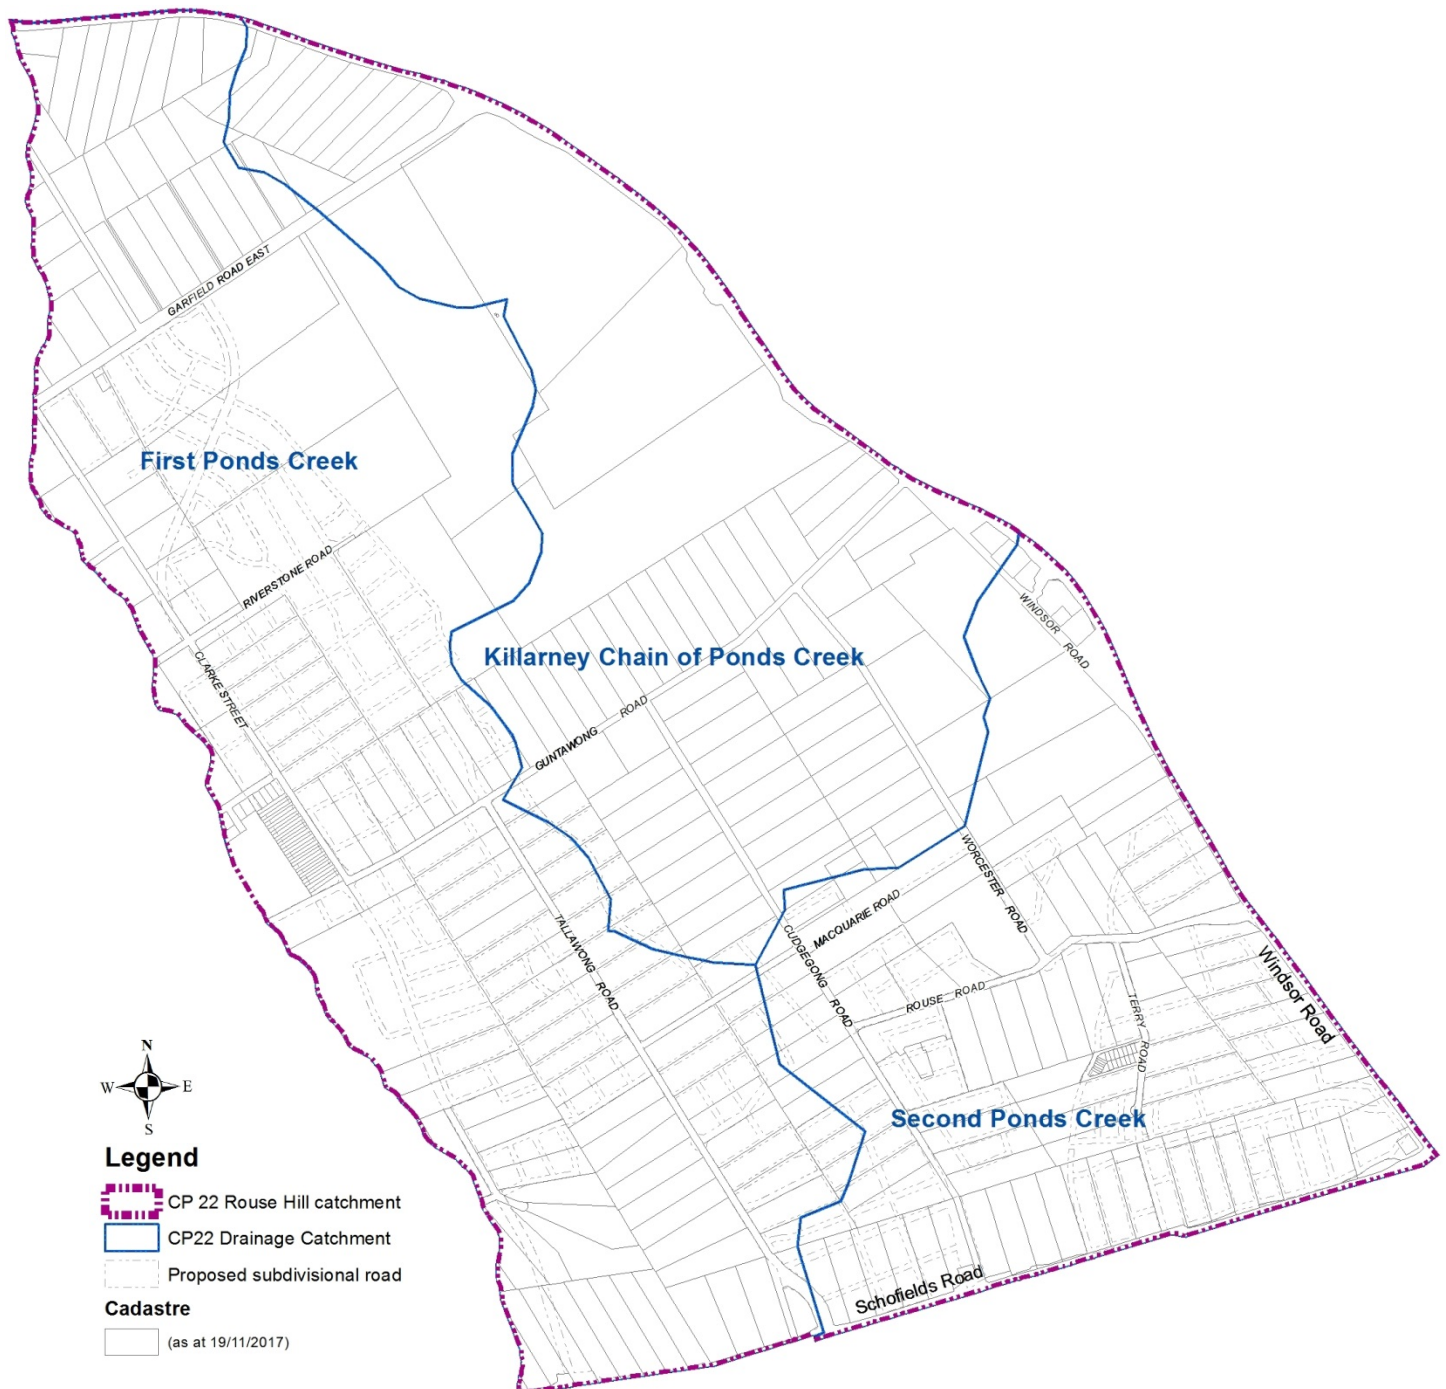 GARFIELD ROAD EAST
First Ponds Creek
RIVERSTONE ROAD
WINDSOR ROAD
Killarney Chain of Ponds Creek
CLARKE STREET
GUNTAWONG ROAD
WORCESTER ROAD
MACQUARIE ROAD
TALLAWONG ROAD
CUDGEGONG ROAD
Windsor Road
ROUSE ROAD
TERRY ROAD
Second Ponds Creek
Schofields Road
N
W E
S
Legend
CP 22 Rouse Hill catchment
CP22 Drainage Catchment
Proposed subdivisional road
Cadastre
(as at 19/11/2017)